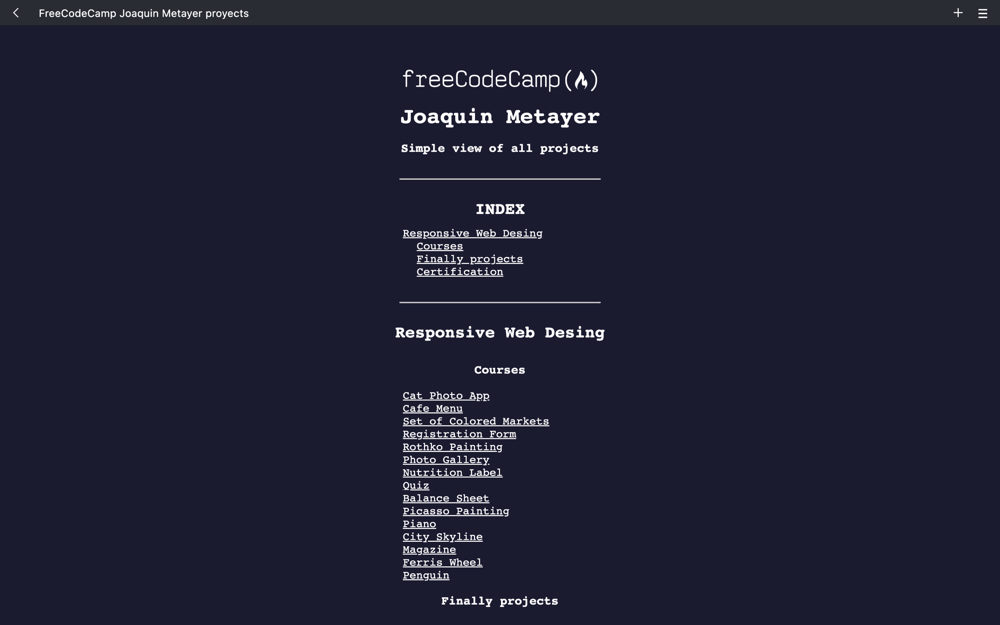 FreeCodeCamp Joaquin Metayer proyects
freeCodeCamp(🔥)
Joaquin Metayer
Simple view of all projects
INDEX
Responsive Web Desing
Courses
Finally projects
Certification
Responsive Web Desing
Courses
Cat Photo App
Cafe Menu
Set of Colored Markets
Registration Form
Rothko Painting
Photo Gallery
Nutrition Label
Quiz
Balance Sheet
Picasso Painting
Piano
City Skyline
Magazine
Ferris Wheel
Penguin
Finally projects